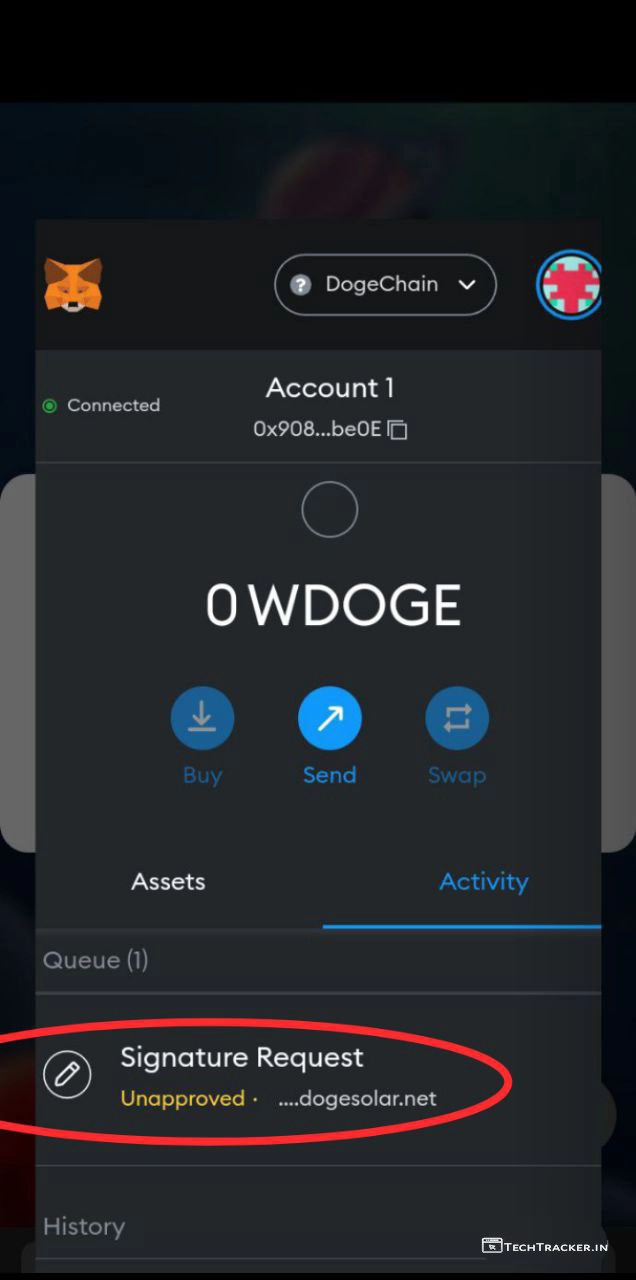 DogeChain
Account 1
Connected
0x908...be0E
0 WDOGE
Buy
Send
Swap
Assets
Activity
Queue (1)
Signature Request
Unapproved · ....dogesolar.net
History
TECHTRACKER.IN